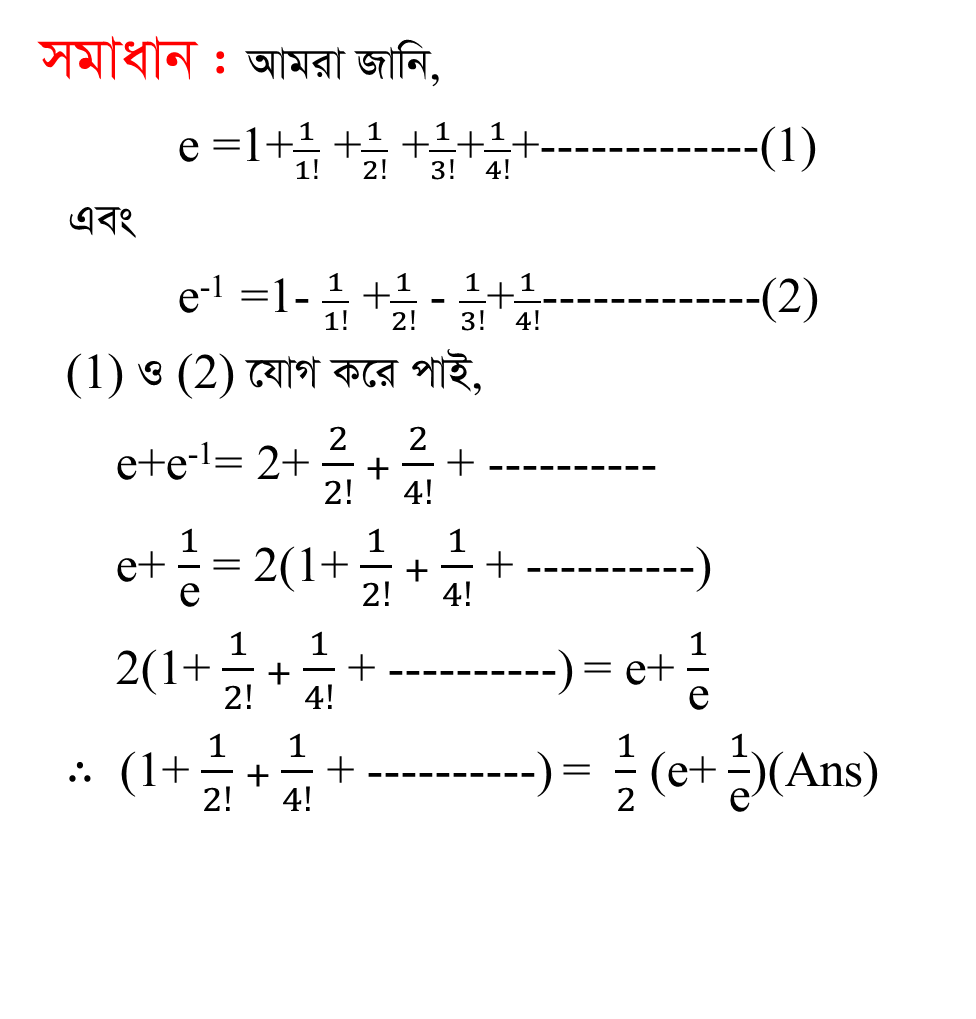 সমাধান : আমরা জানি,
e =1+1/1! +1/2! +1/3!+1/4!+-------------(1)
এবং
e⁻¹ =1- 1/1! +1/2! - 1/3!+1/4!-------------(2)
(1) ও (2) যোগ করে পাই,
e+e⁻¹= 2+ 2/2! + 2/4! + ----------
e+ 1/e = 2(1+ 1/2! + 1/4! + ----------)
2(1+ 1/2! + 1/4! + ----------) = e+ 1/e
∴ (1+ 1/2! + 1/4! + ----------) = 1/2 (e+ 1/e)(Ans)